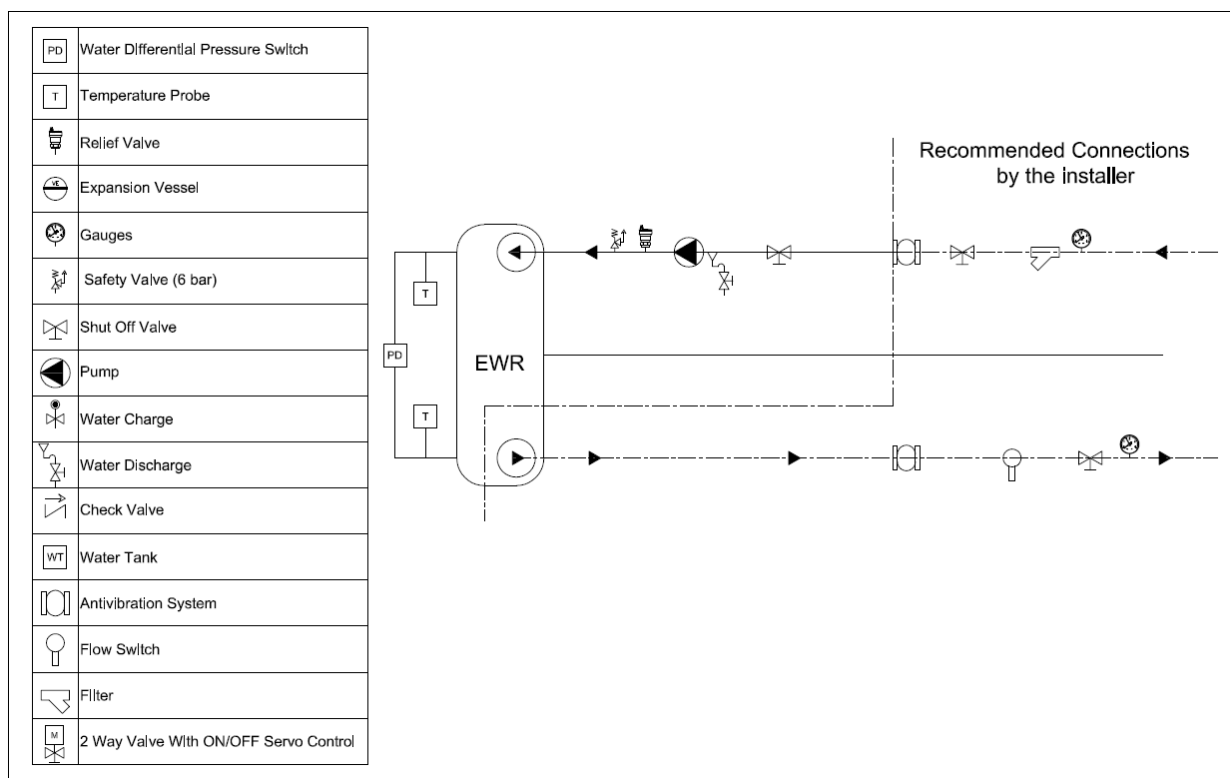 PD Water Differential Pressure Switch
T Temperature Probe
Relief Valve
VE Expansion Vessel
Gauges
Safety Valve (6 bar)
Shut Off Valve
Pump
Water Charge
Water Discharge
Check Valve
WT Water Tank
Antivibration System
Flow Switch
Filter
M 2 Way Valve With ON/OFF Servo Control
Recommended Connections
by the installer
T
PD
EWR
T